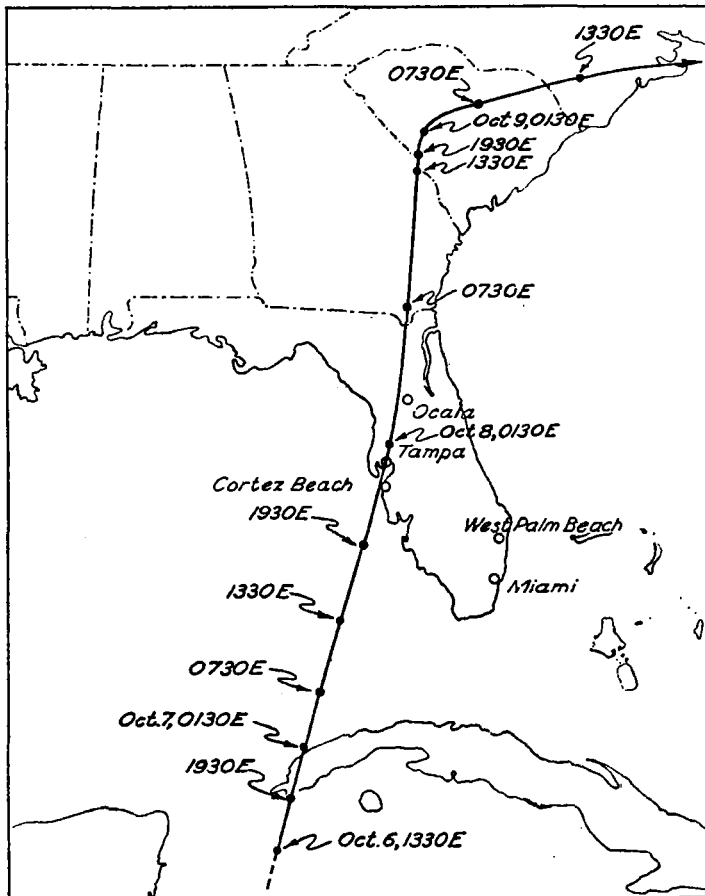 1330E
0730E
Oct 9,0130E
1930E
1330E
0730E
Ocala
Oct 8,0130E
Tampa
Cortez Beach
1930E
West Palm Beach
Miami
1330E
0730E
Oct.7,0130E
1930E
Oct.6,1330E